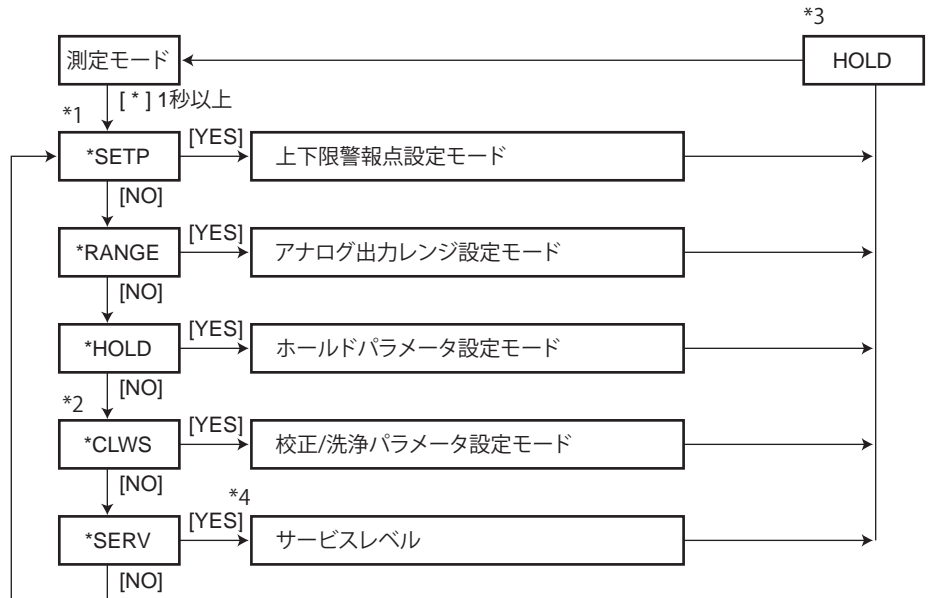 *3
測定モード
HOLD
[ * ] 1秒以上
*1
*SETP
[YES]
上下限警報点設定モード
[NO]
*RANGE
[YES]
アナログ出力レンジ設定モード
[NO]
*HOLD
[YES]
ホールドパラメータ設定モード
[NO]
*2
*CLWS
[YES]
校正/洗浄パラメータ設定モード
[NO]
*4
*SERV
[YES]
サービスレベル
[NO]